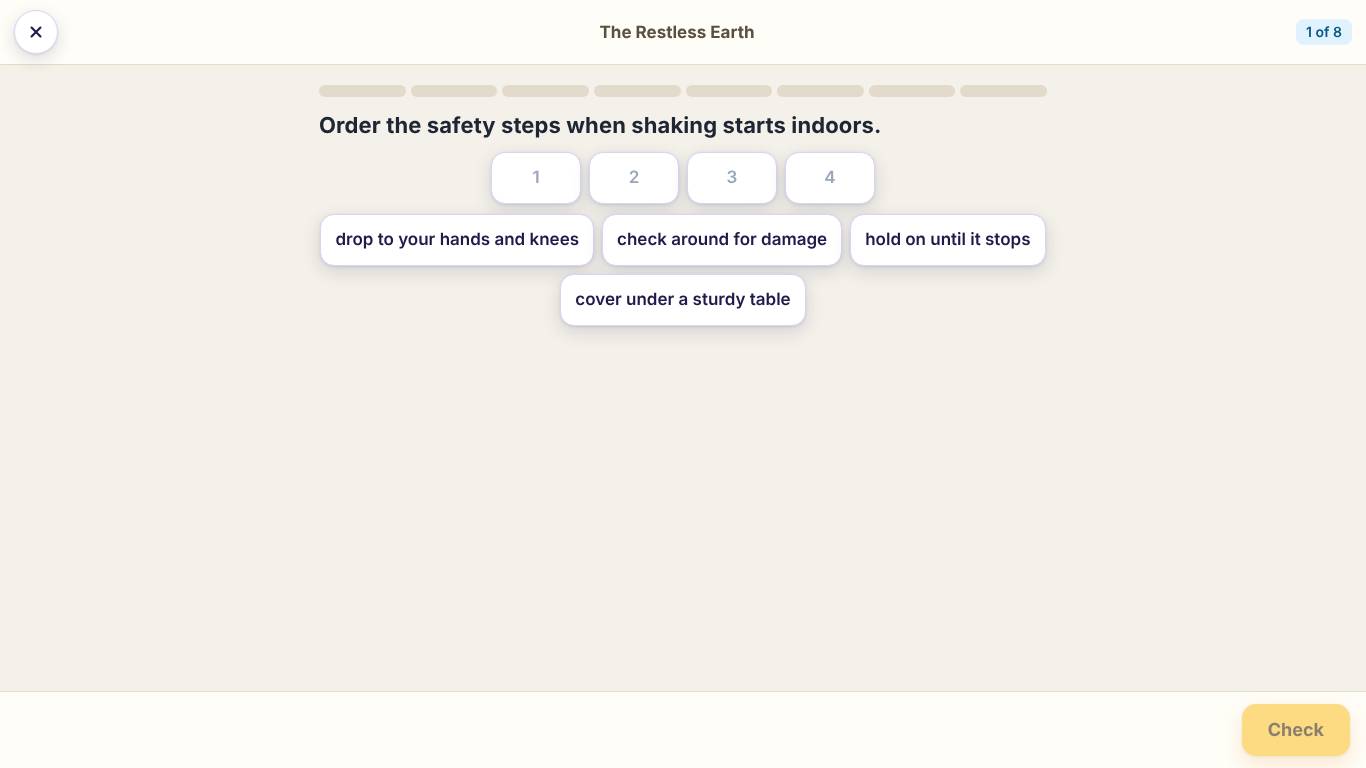 The Restless Earth
1 of 8
Order the safety steps when shaking starts indoors.
1 2 3 4
drop to your hands and knees check around for damage hold on until it stops
cover under a sturdy table
Check